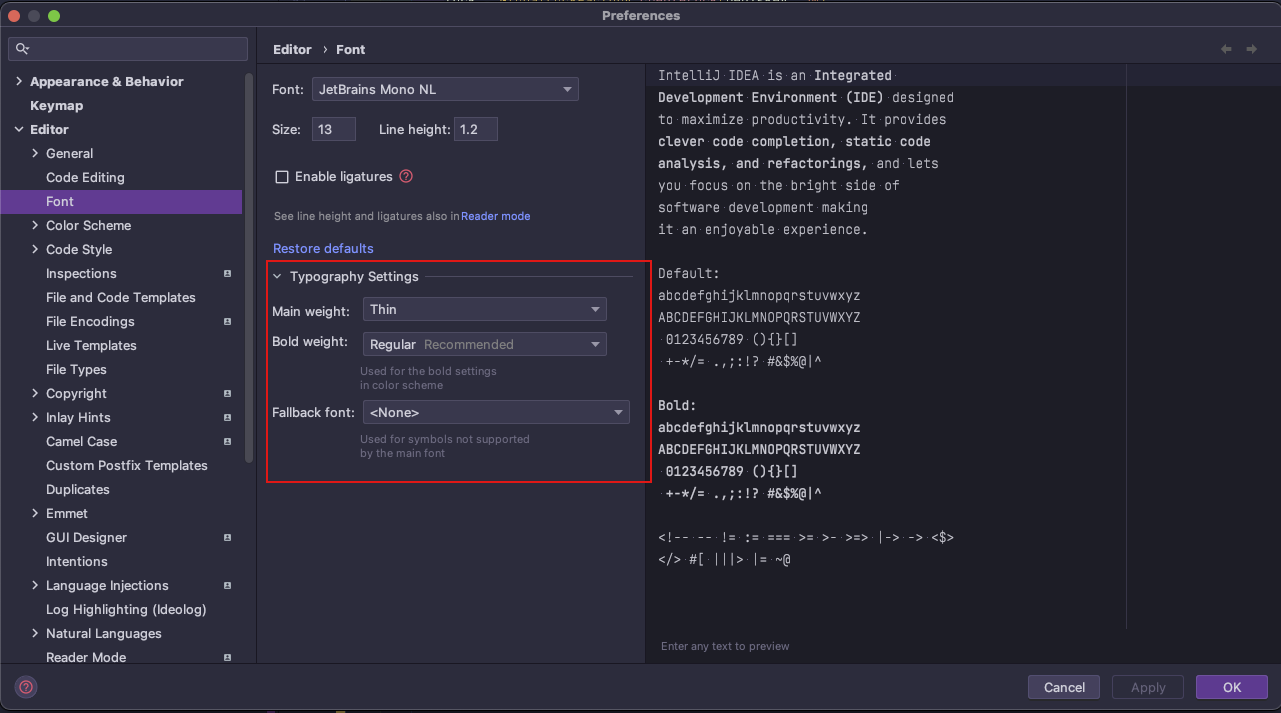 Preferences
Appearance & Behavior
Keymap
Editor
General
Code Editing
Font
Color Scheme
Code Style
Inspections
File and Code Templates
File Encodings
Live Templates
File Types
Copyright
Inlay Hints
Camel Case
Custom Postfix Templates
Duplicates
Emmet
GUI Designer
Intentions
Language Injections
Log Highlighting (Ideolog)
Natural Languages
Reader Mode
Editor › Font
Font: JetBrains Mono NL
Size: 13 Line height: 1.2
Enable ligatures
See line height and ligatures also in Reader mode
Restore defaults
Typography Settings
Main weight: Thin
Bold weight: Regular Recommended
Used for the bold settings
in color scheme
Fallback font: <None>
Used for symbols not supported
by the main font
IntelliJ IDEA is an Integrated
Development Environment (IDE) designed
to maximize productivity. It provides
clever code completion, static code
analysis, and refactorings, and lets
you focus on the bright side of
software development making
it an enjoyable experience.
Default:
abcdefghijklmnopqrstuvwxyz
ABCDEFGHIJKLMNOPQRSTUVWXYZ
0123456789 (){}[]
+-*/= .,;:!? #&$%@|^
Bold:
abcdefghijklmnopqrstuvwxyz
ABCDEFGHIJKLMNOPQRSTUVWXYZ
0123456789 (){}[]
+-*/= .,;:!? #&$%@|^
<!-- -- != := === >= >- >=> |-> -> <$>
</> #[ |||> |= ~@
Enter any text to preview
?
Cancel
Apply
OK